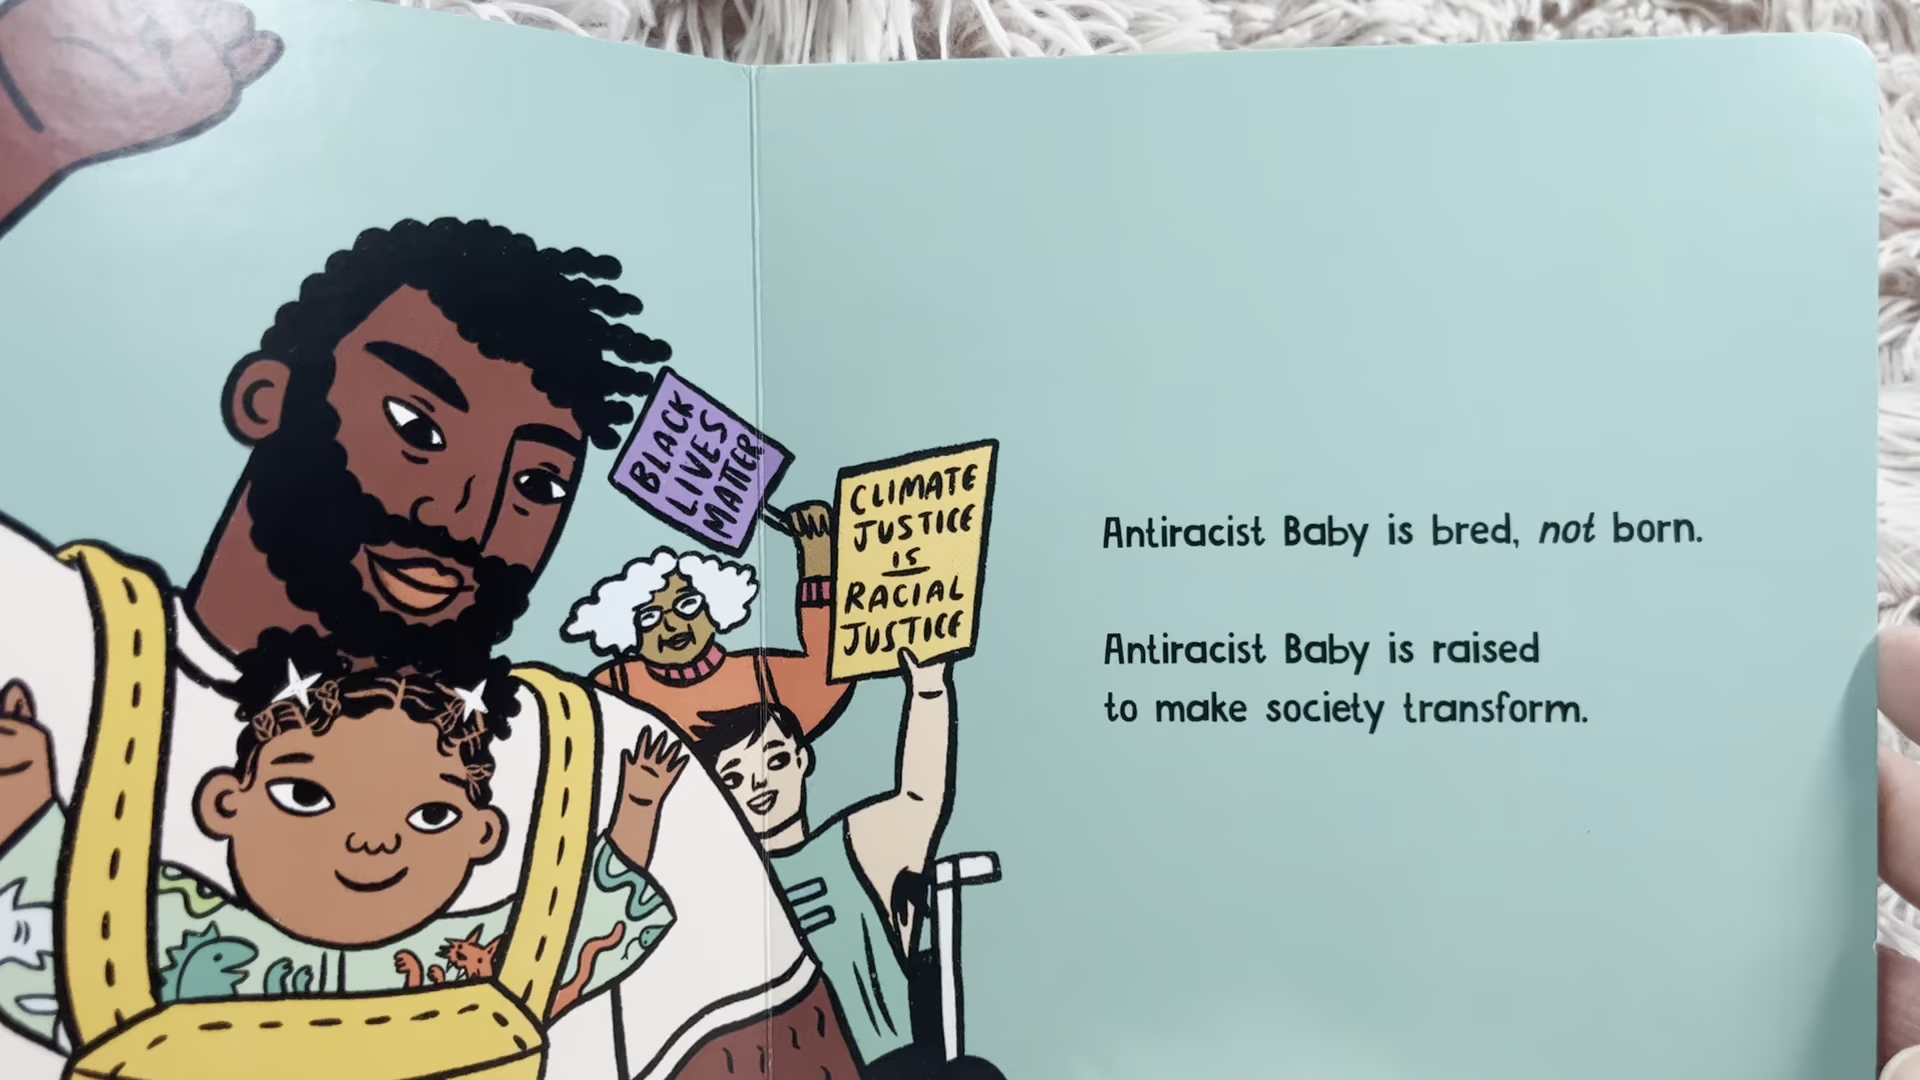 BLACK
LIVES
MATTER
CLIMATE
JUSTICE
IS
RACIAL
JUSTICE
Antiracist Baby is bred, not born.
Antiracist Baby is raised
to make society transform.